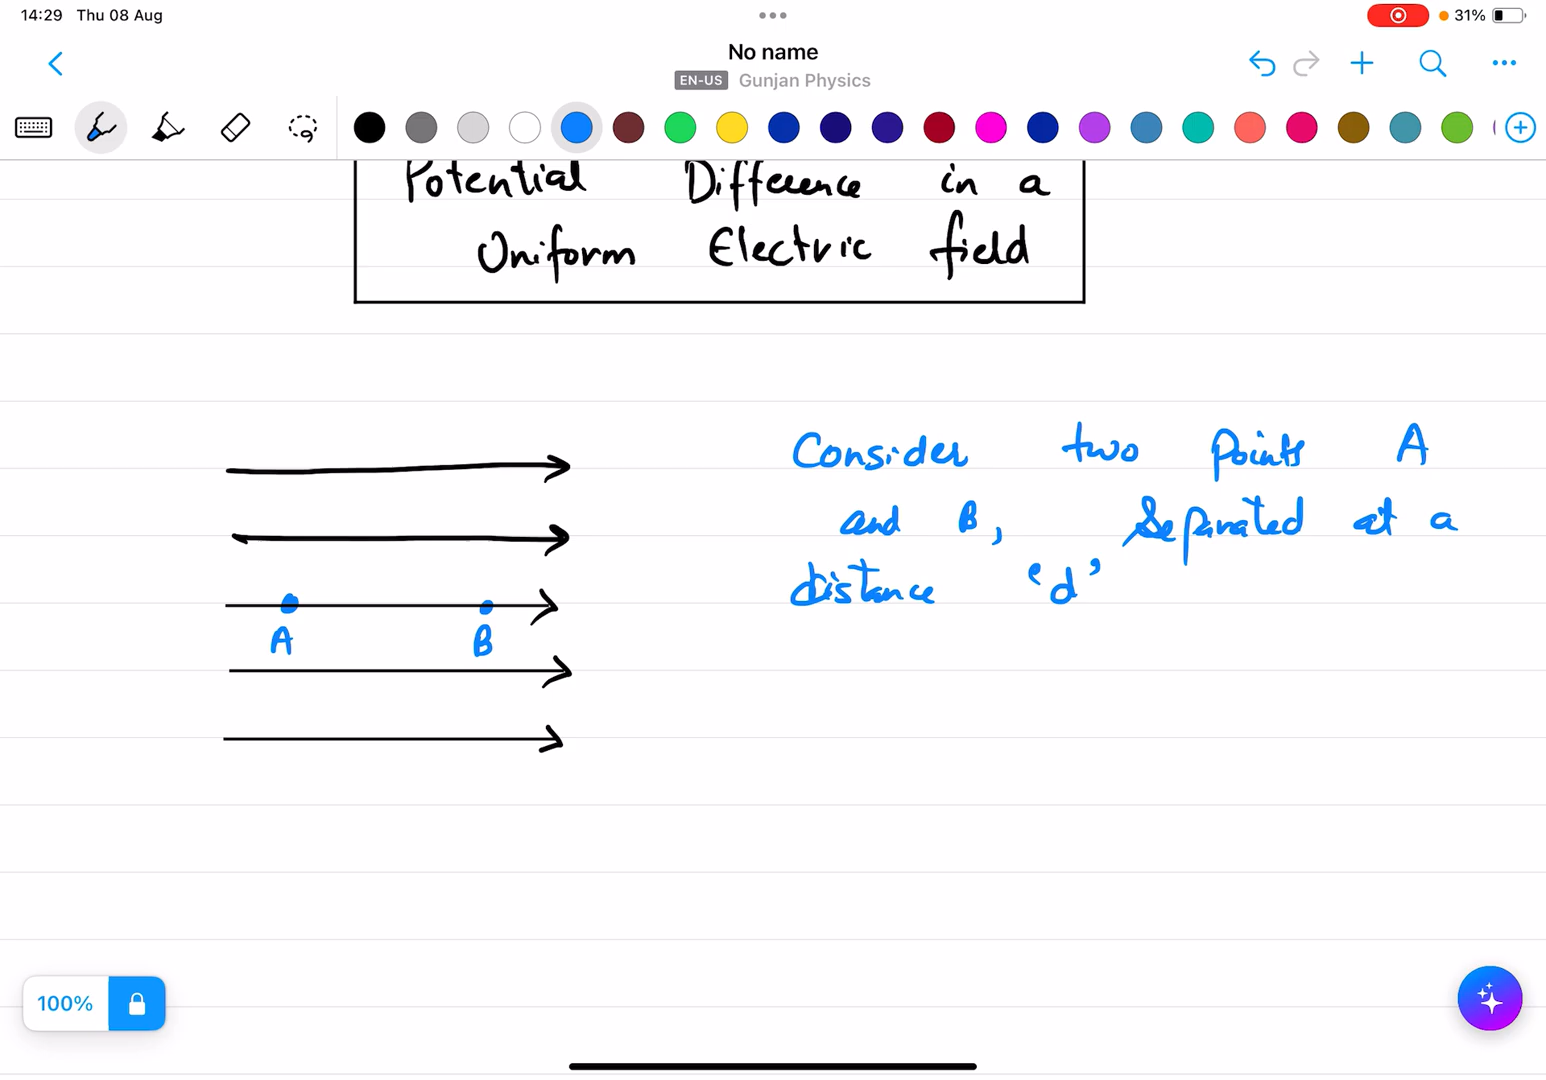 14:29 Thu 08 Aug
31%
No name
EN-US Gunjan Physics
Potential Difference in a
Uniform Electric field
Consider two points A
and B, separated at a
distance 'd'
A B
100%